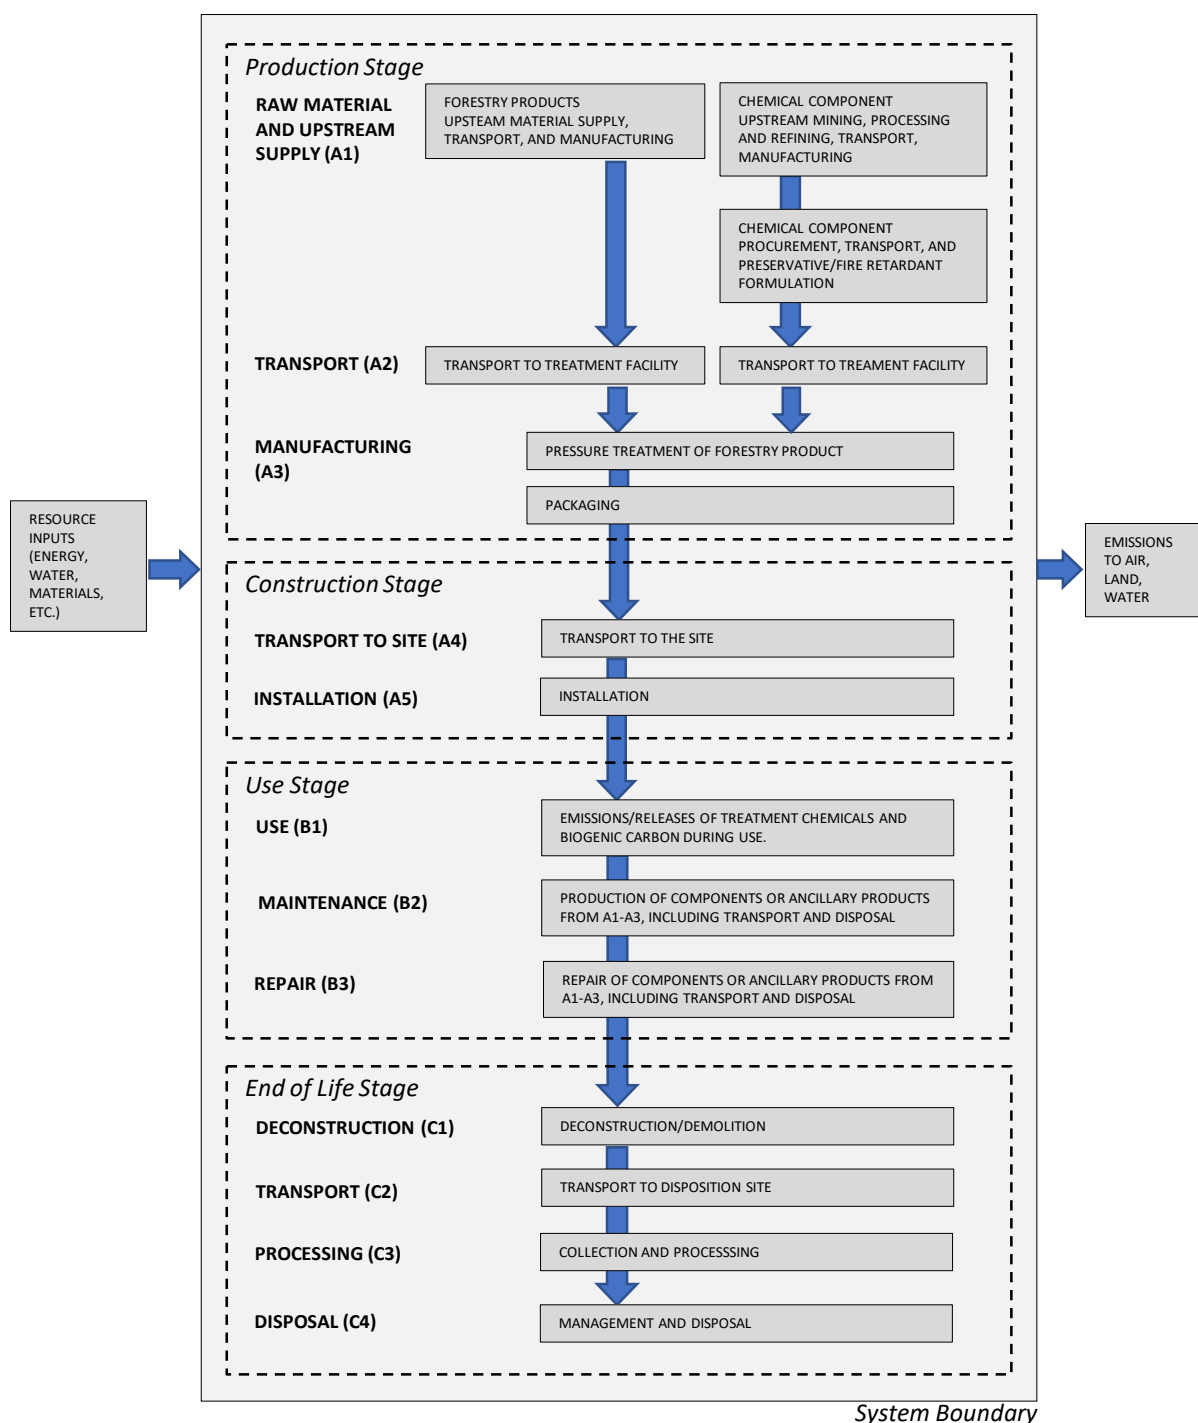 Production Stage
RAW MATERIAL
AND UPSTREAM
SUPPLY (A1)
FORESTRY PRODUCTS
UPSTEAM MATERIAL SUPPLY,
TRANSPORT, AND MANUFACTURING
CHEMICAL COMPONENT
UPSTREAM MINING, PROCESSING
AND REFINING, TRANSPORT,
MANUFACTURING
CHEMICAL COMPONENT
PROCUREMENT, TRANSPORT, AND
PRESERVATIVE/FIRE RETARDANT
FORMULATION
TRANSPORT (A2)
TRANSPORT TO TREATMENT FACILITY
TRANSPORT TO TREAMENT FACILITY
MANUFACTURING
(A3)
PRESSURE TREATMENT OF FORESTRY PRODUCT
PACKAGING
RESOURCE
INPUTS
(ENERGY,
WATER,
MATERIALS,
ETC.)
EMISSIONS
TO AIR,
LAND,
WATER
Construction Stage
TRANSPORT TO SITE (A4)
TRANSPORT TO THE SITE
INSTALLATION (A5)
INSTALLATION
Use Stage
USE (B1)
EMISSIONS/RELEASES OF TREATMENT CHEMICALS AND
BIOGENIC CARBON DURING USE.
MAINTENANCE (B2)
PRODUCTION OF COMPONENTS OR ANCILLARY PRODUCTS
FROM A1-A3, INCLUDING TRANSPORT AND DISPOSAL
REPAIR (B3)
REPAIR OF COMPONENTS OR ANCILLARY PRODUCTS FROM
A1-A3, INCLUDING TRANSPORT AND DISPOSAL
End of Life Stage
DECONSTRUCTION (C1)
DECONSTRUCTION/DEMOLITION
TRANSPORT (C2)
TRANSPORT TO DISPOSITION SITE
PROCESSING (C3)
COLLECTION AND PROCESSSING
DISPOSAL (C4)
MANAGEMENT AND DISPOSAL
System Boundary